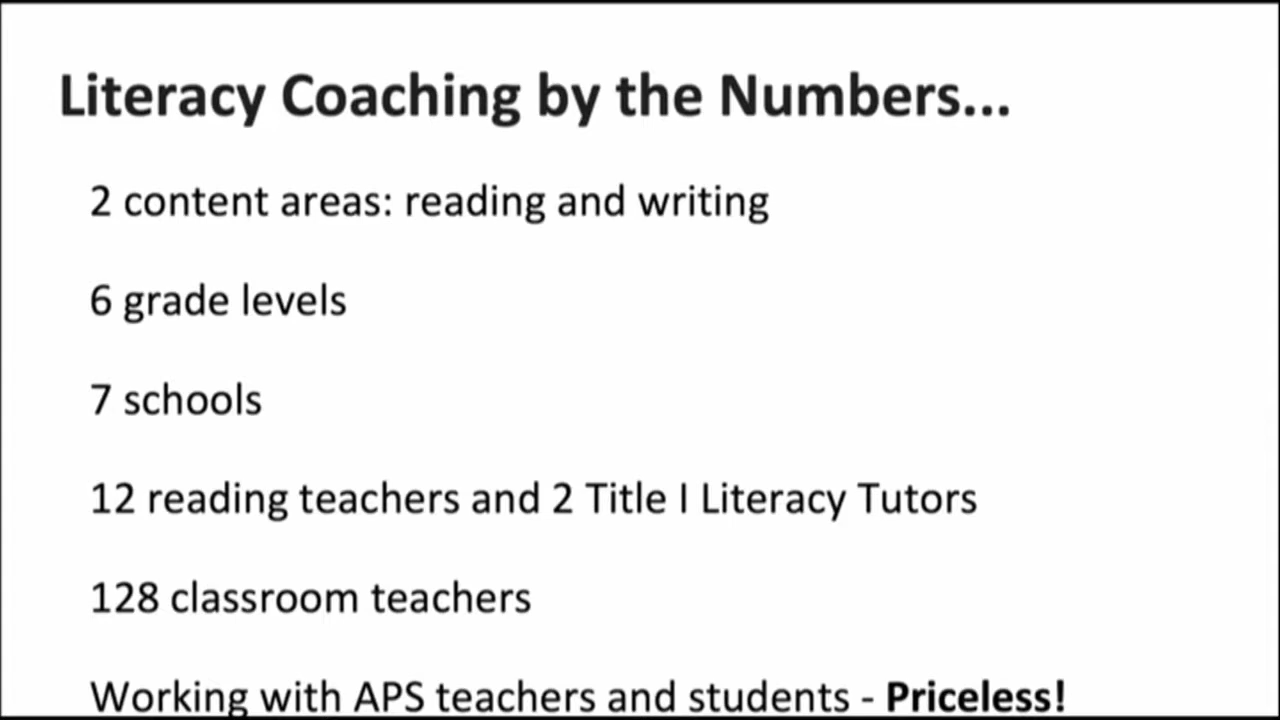 Literacy Coaching by the Numbers...
2 content areas: reading and writing
6 grade levels
7 schools
12 reading teachers and 2 Title I Literacy Tutors
128 classroom teachers
Working with APS teachers and students - Priceless!